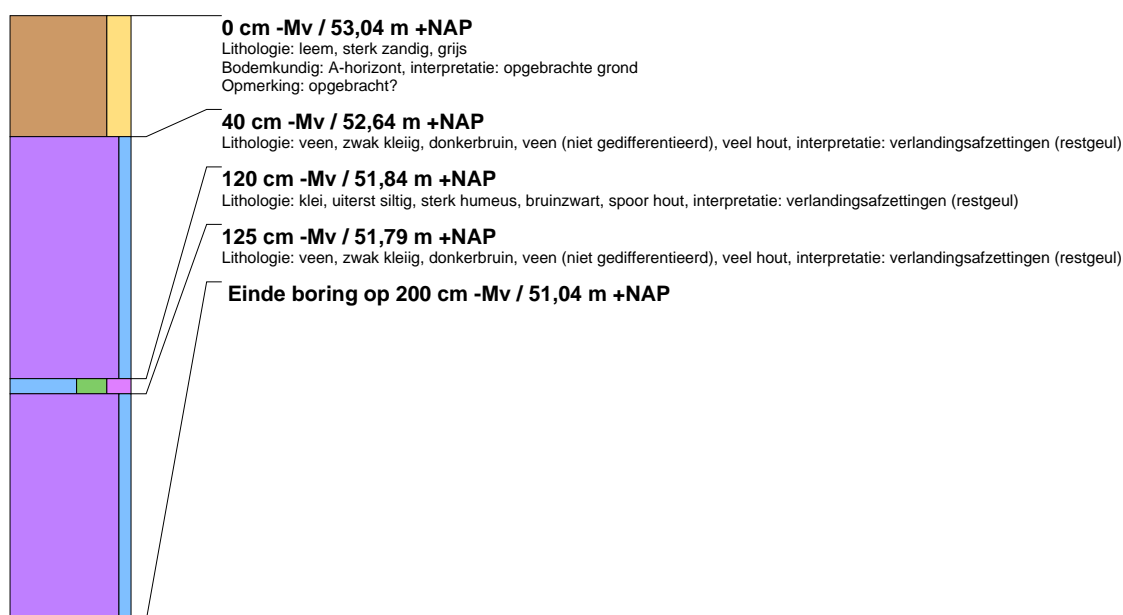 0 cm -Mv / 53,04 m +NAP
Lithologie: leem, sterk zandig, grijs
Bodemkundig: A-horizont, interpretatie: opgebrachte grond
Opmerking: opgebracht?
40 cm -Mv / 52,64 m +NAP
Lithologie: veen, zwak kleiig, donkerbruin, veen (niet gedifferentieerd), veel hout, interpretatie: verlandingsafzettingen (restgeul)
120 cm -Mv / 51,84 m +NAP
Lithologie: klei, uiterst siltig, sterk humeus, bruinzwart, spoor hout, interpretatie: verlandingsafzettingen (restgeul)
125 cm -Mv / 51,79 m +NAP
Lithologie: veen, zwak kleiig, donkerbruin, veen (niet gedifferentieerd), veel hout, interpretatie: verlandingsafzettingen (restgeul)
Einde boring op 200 cm -Mv / 51,04 m +NAP